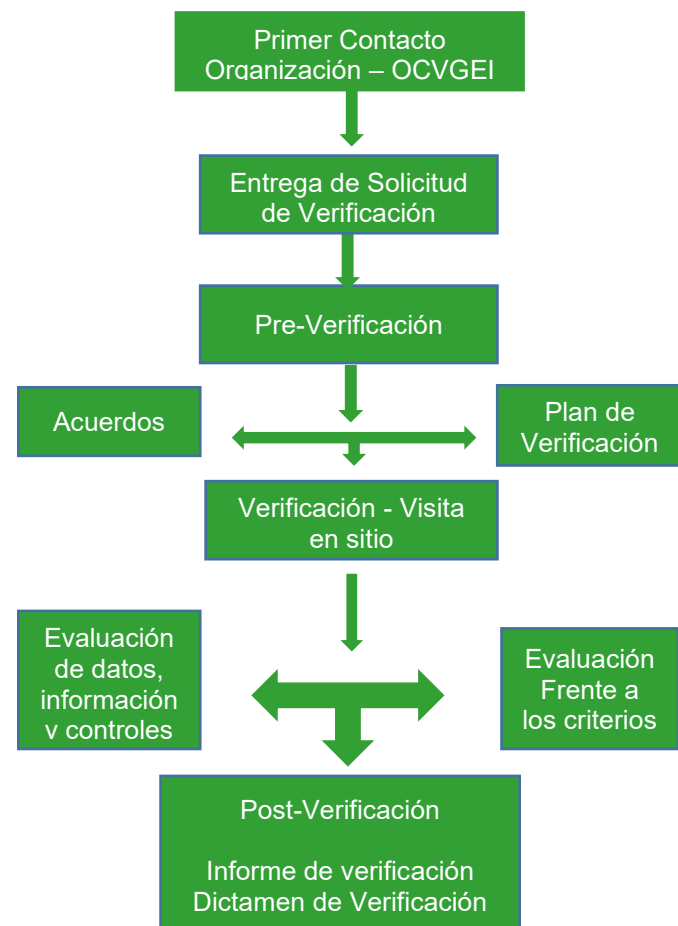 Primer Contacto
Organización – OCVGEI
Entrega de Solicitud
de Verificación
Pre-Verificación
Acuerdos
Plan de
Verificación
Verificación - Visita
en sitio
Evaluación
de datos,
información
y controles
Evaluación
Frente a
los criterios
Post-Verificación
Informe de verificación
Dictamen de Verificación